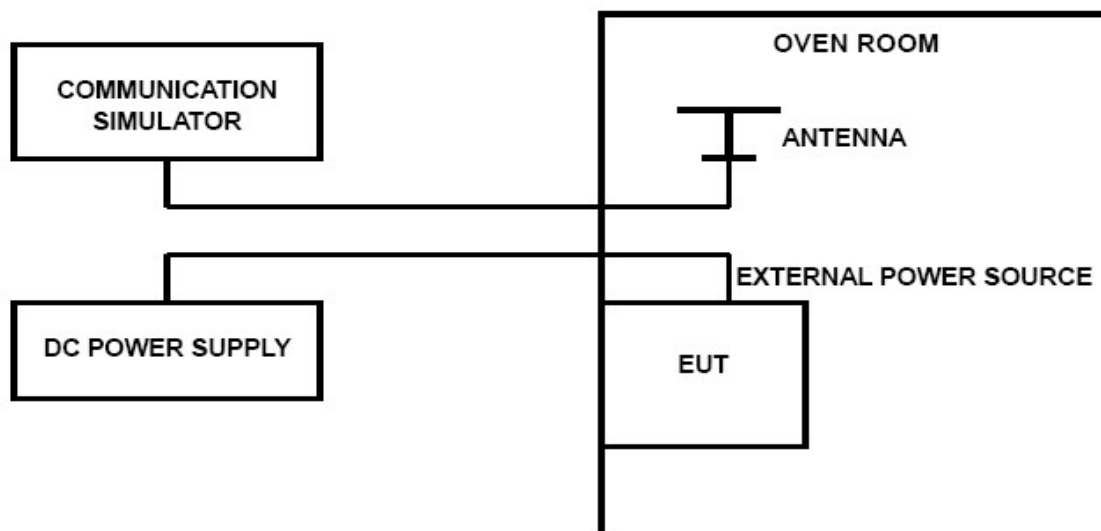 COMMUNICATION
SIMULATOR
OVEN ROOM
ANTENNA
EXTERNAL POWER SOURCE
DC POWER SUPPLY
EUT